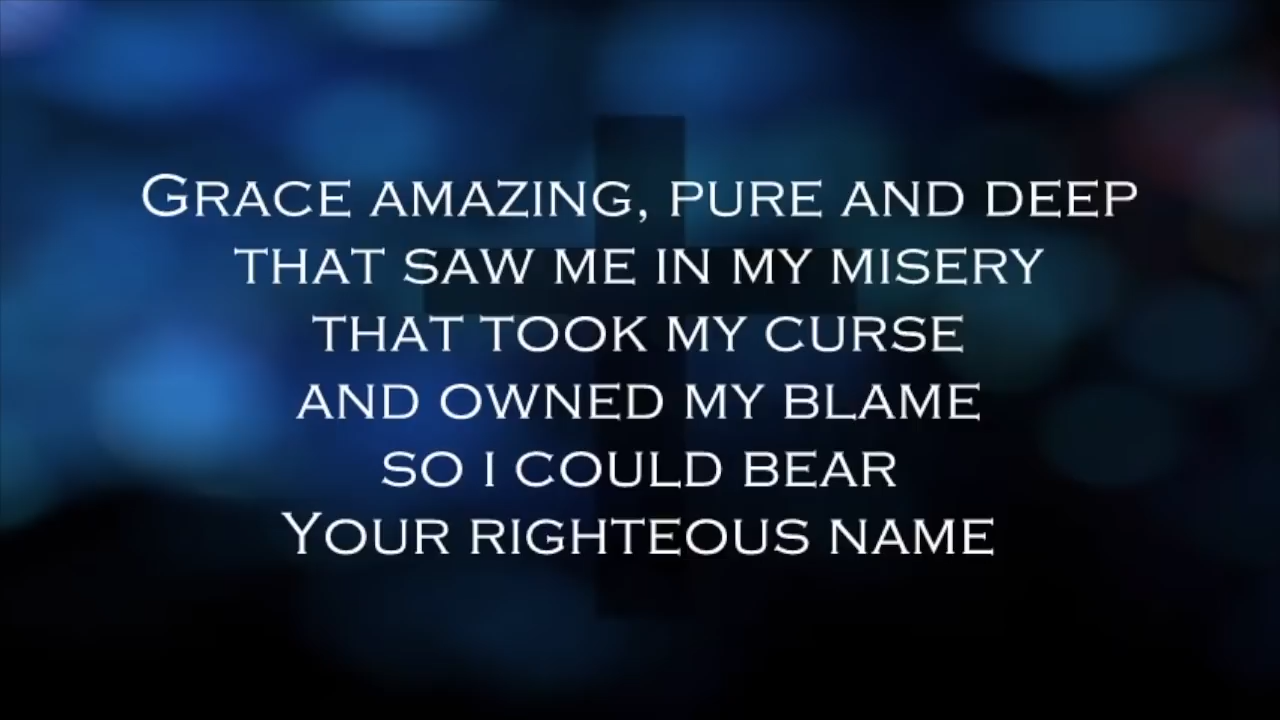 Grace amazing, pure and deep
that saw me in my misery
that took my curse
and owned my blame
so I could bear
Your righteous name